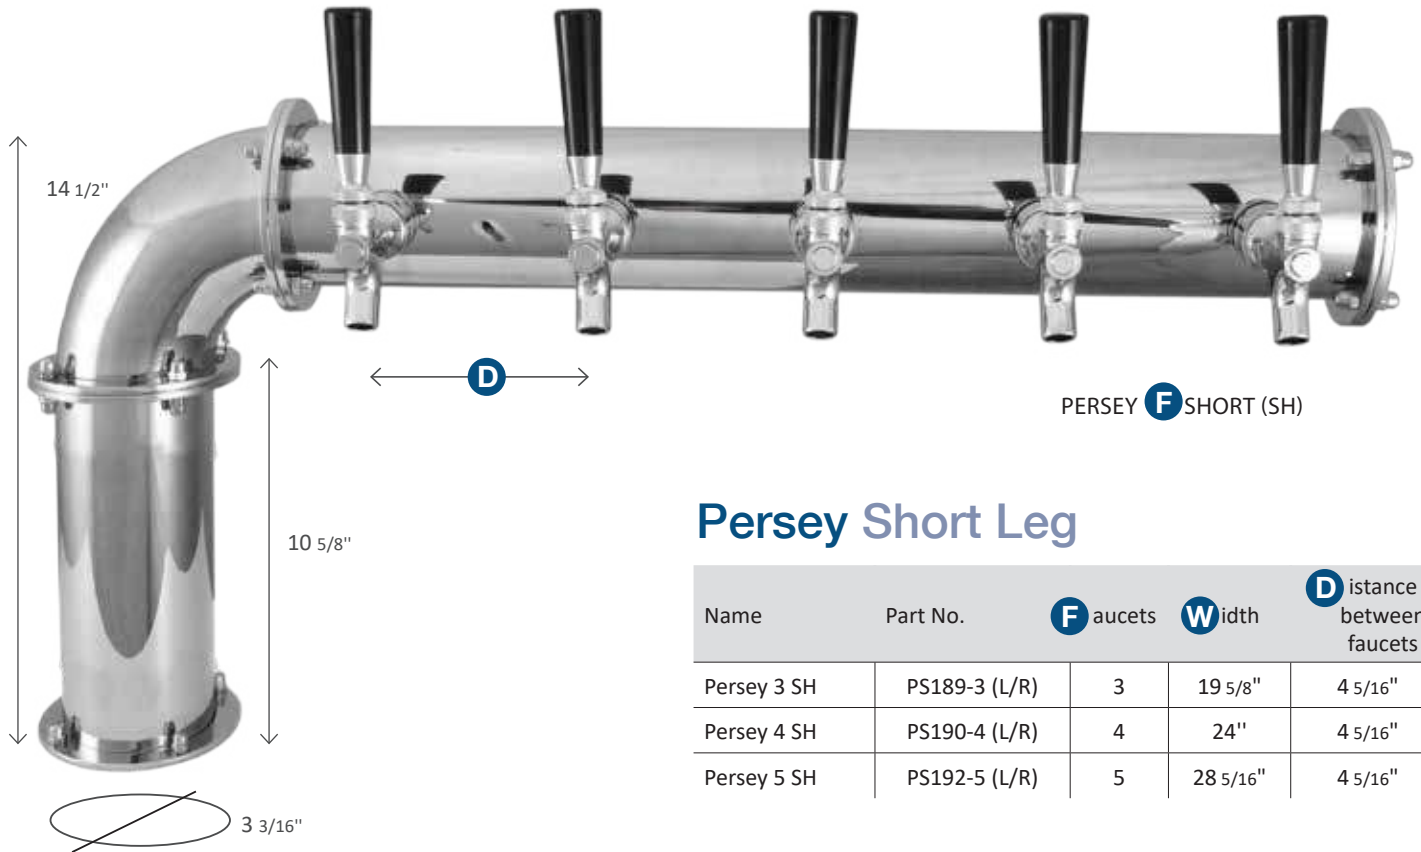 14 1/2"
D
PERSEY F SHORT (SH)
10 5/8"
Persey Short Leg
Name Part No. F aucets W idth D istance
between
faucets
Persey 3 SH PS189-3 (L/R) 3 19 5/8" 4 5/16"
Persey 4 SH PS190-4 (L/R) 4 24" 4 5/16"
Persey 5 SH PS192-5 (L/R) 5 28 5/16" 4 5/16"
3 3/16"